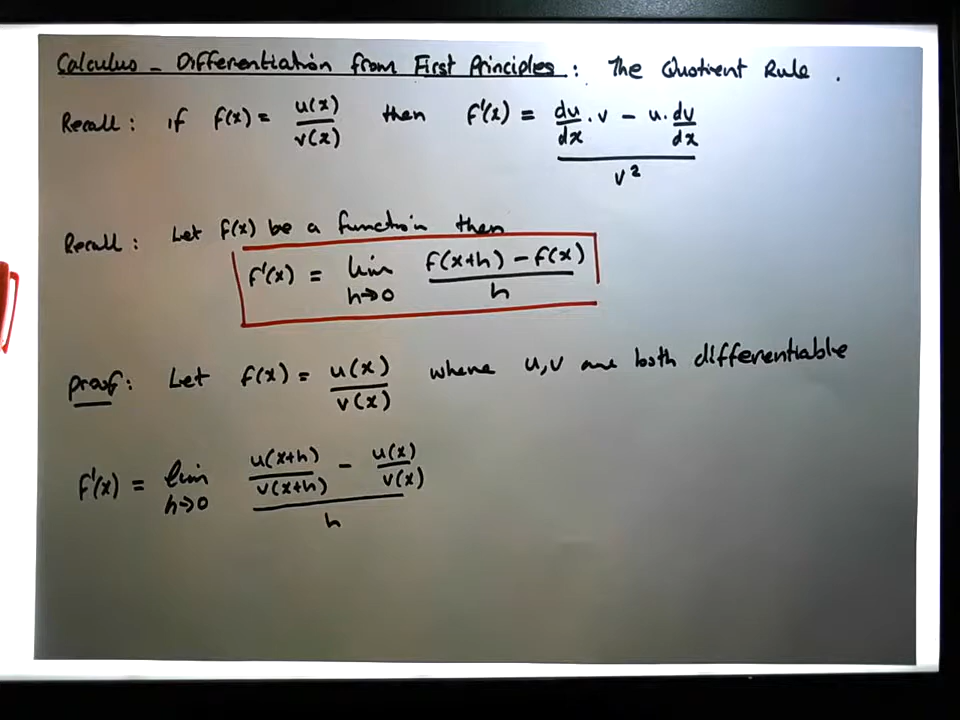 Calculus - Differentiation from First Principles: The Quotient Rule.
Recall: if f(x) = u(x)/v(x) then f'(x) = (du/dx . v - u . dv/dx)/v²
Recall: Let f(x) be a function then
f'(x) = lim h→0 (f(x+h) - f(x))/h
proof: Let f(x) = u(x)/v(x) where u,v are both differentiable
f'(x) = lim h→0 (u(x+h)/v(x+h) - u(x)/v(x))/h